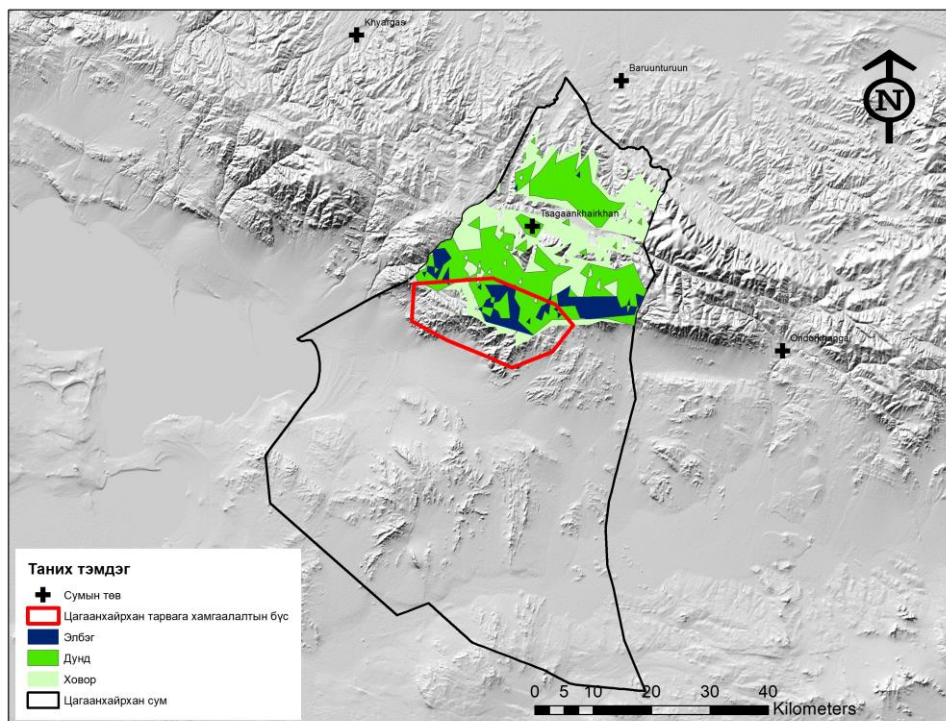 Khyargas
Baruunturuun
N
Tsagaankhairkhan
Ondorkhangai
Таних тэмдэг
Сумын төв
Цагаанхайрхан тарвага хамгаалалтын бүс
Элбэг
Дунд
Ховор
Цагаанхайрхан сум
0 5 10 20 30 40
Kilometers